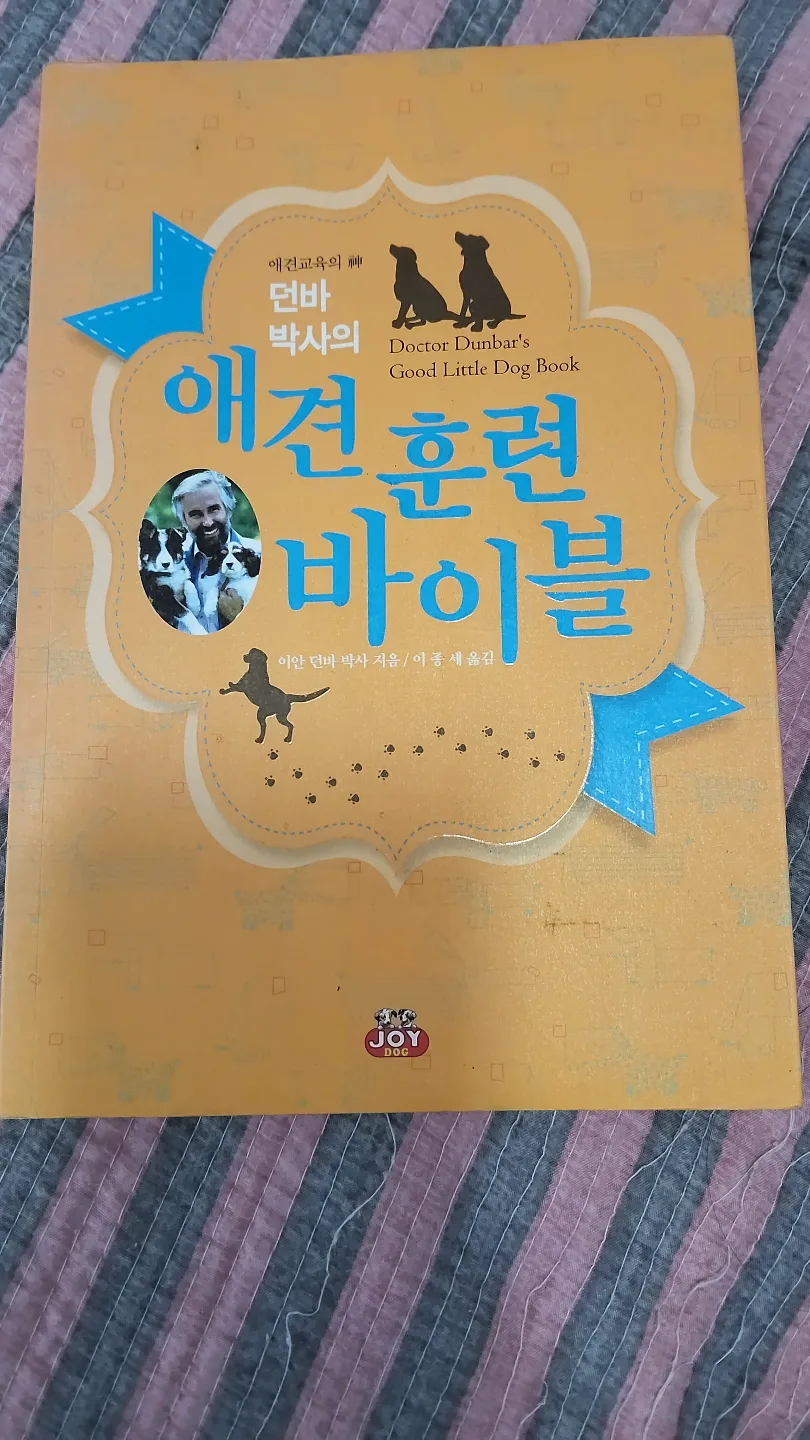 애견교육의 神
던바
박사의
Doctor Dunbar's
Good Little Dog Book
애견 훈련
바이블
이안 던바 박사 지음 / 이 종 세 옮김
JOY
DOG